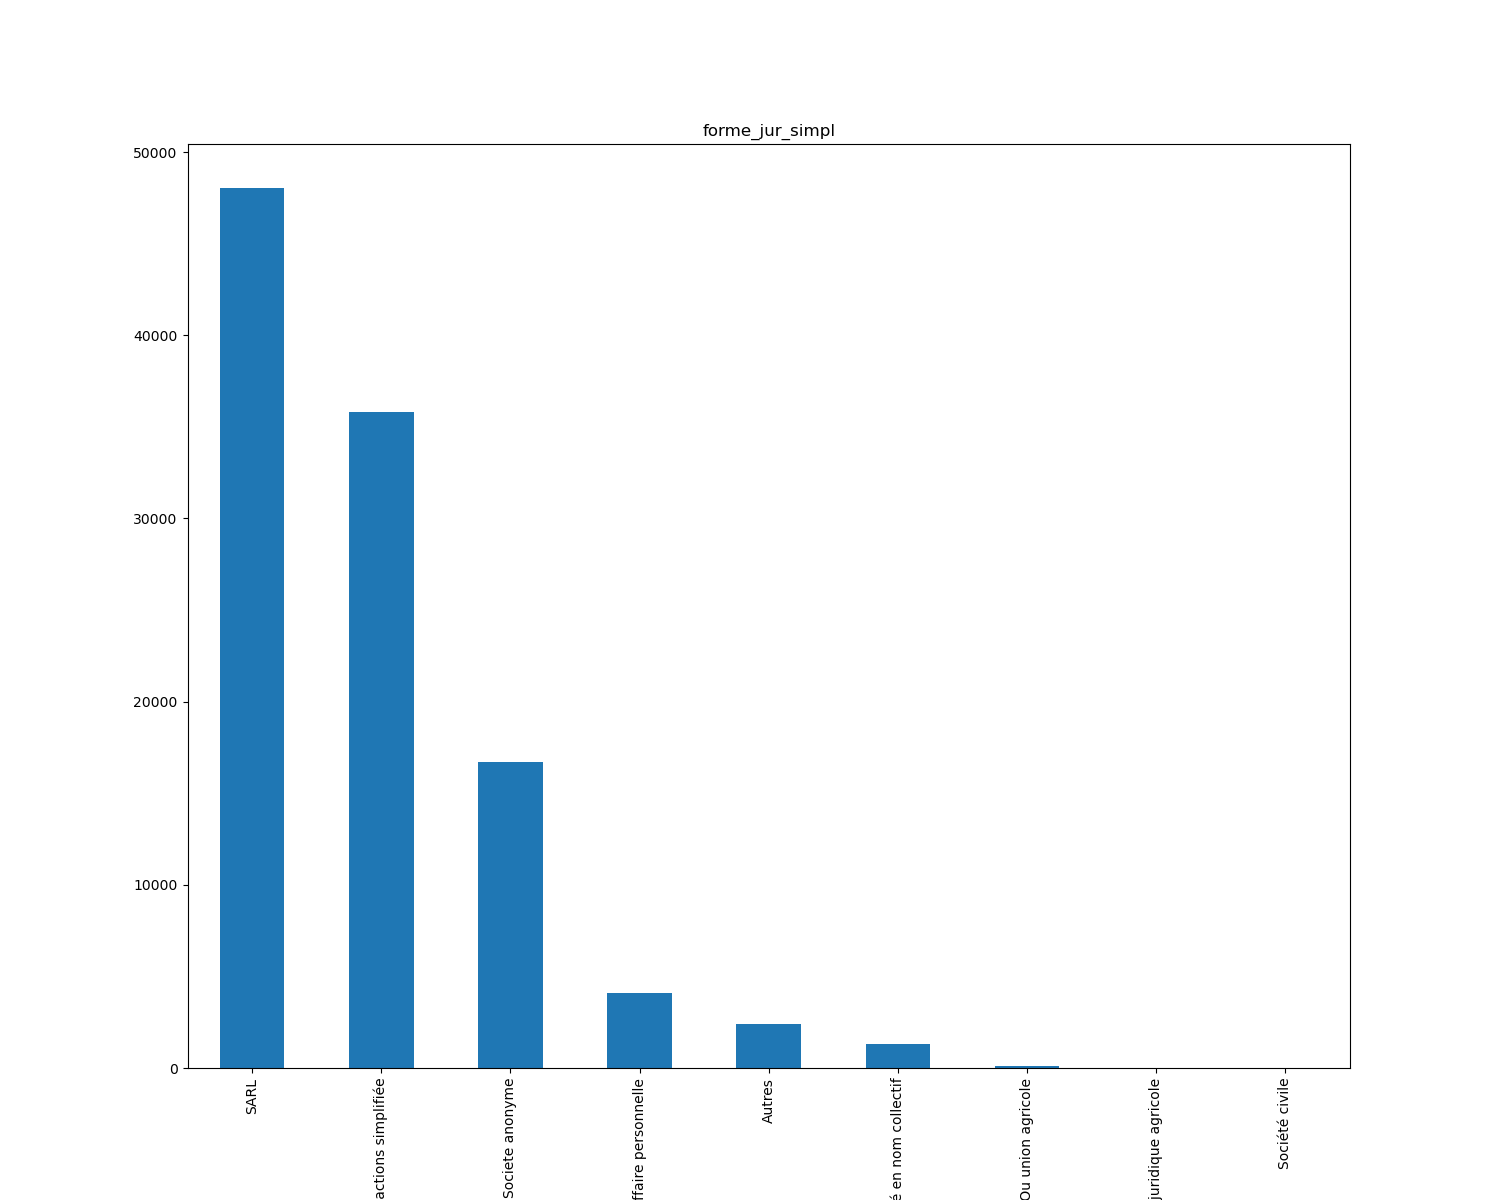 forme_jur_simpl
50000
40000
30000
20000
10000
0
SARL
actions simplifiée
Societe anonyme
ffaire personnelle
Autres
é en nom collectif
Ou union agricole
juridique agricole
Société civile